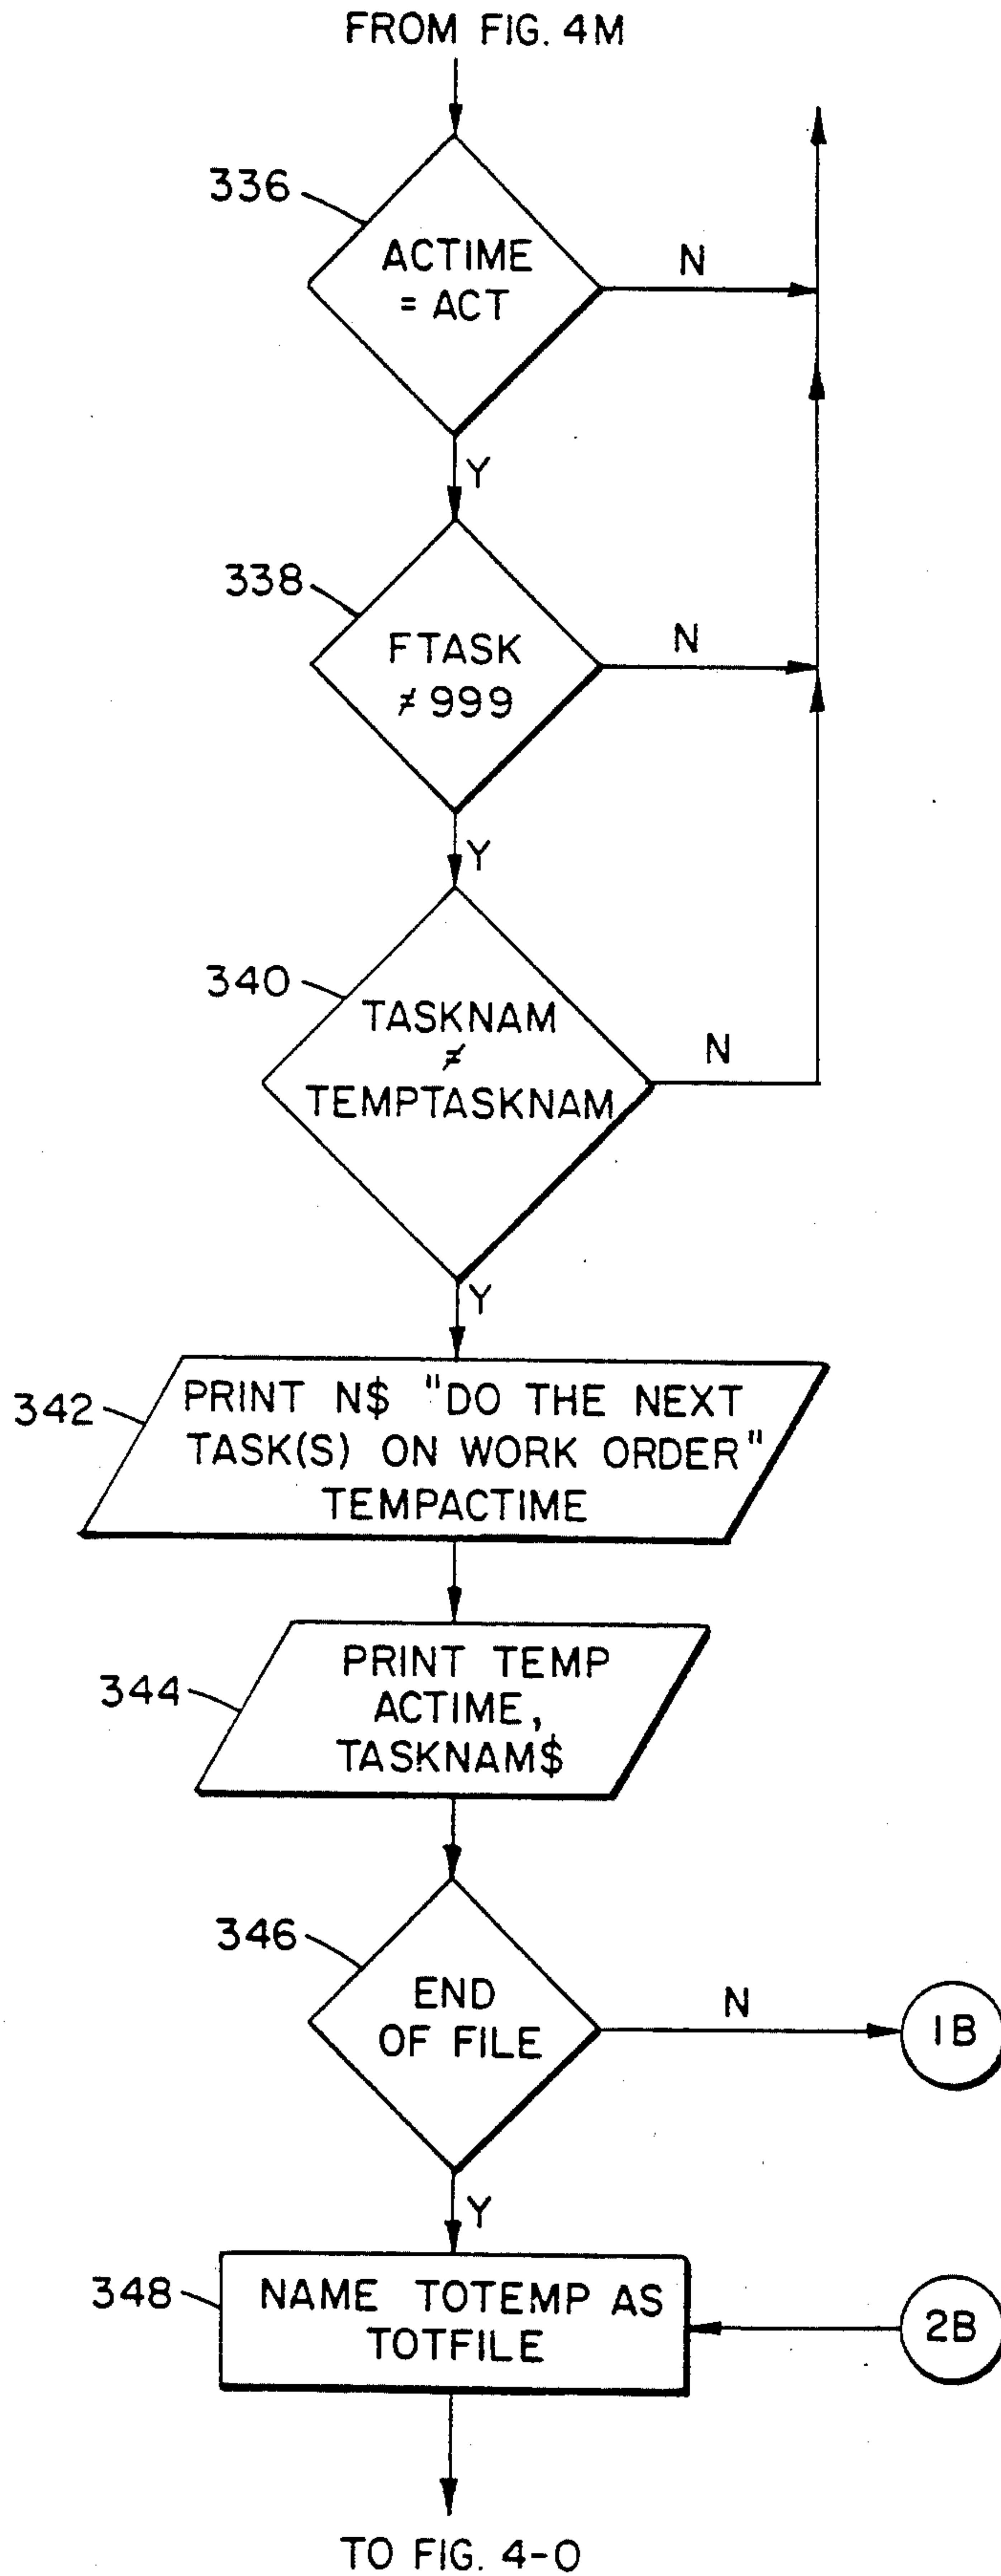 FROM FIG. 4M
336
ACTIME
= ACT
N
Y
338
FTASK
≠ 999
N
Y
340
TASKNAM
≠
TEMPTASKNAM
N
Y
342
PRINT N$ "DO THE NEXT
TASK(S) ON WORK ORDER"
TEMPACTIME
344
PRINT TEMP
ACTIME,
TASKNAM$
346
END
OF FILE
N
1B
Y
348
NAME TOTEMP AS
TOTFILE
2B
TO FIG. 4-O